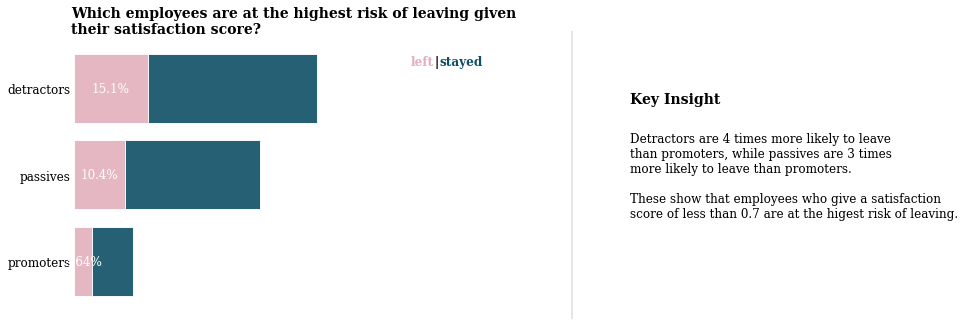 Which employees are at the highest risk of leaving given
their satisfaction score?
left|stayed
detractors
15.1%
passives
10.4%
promoters
64%
Key Insight
Detractors are 4 times more likely to leave
than promoters, while passives are 3 times
more likely to leave than promoters.
These show that employees who give a satisfaction
score of less than 0.7 are at the higest risk of leaving.